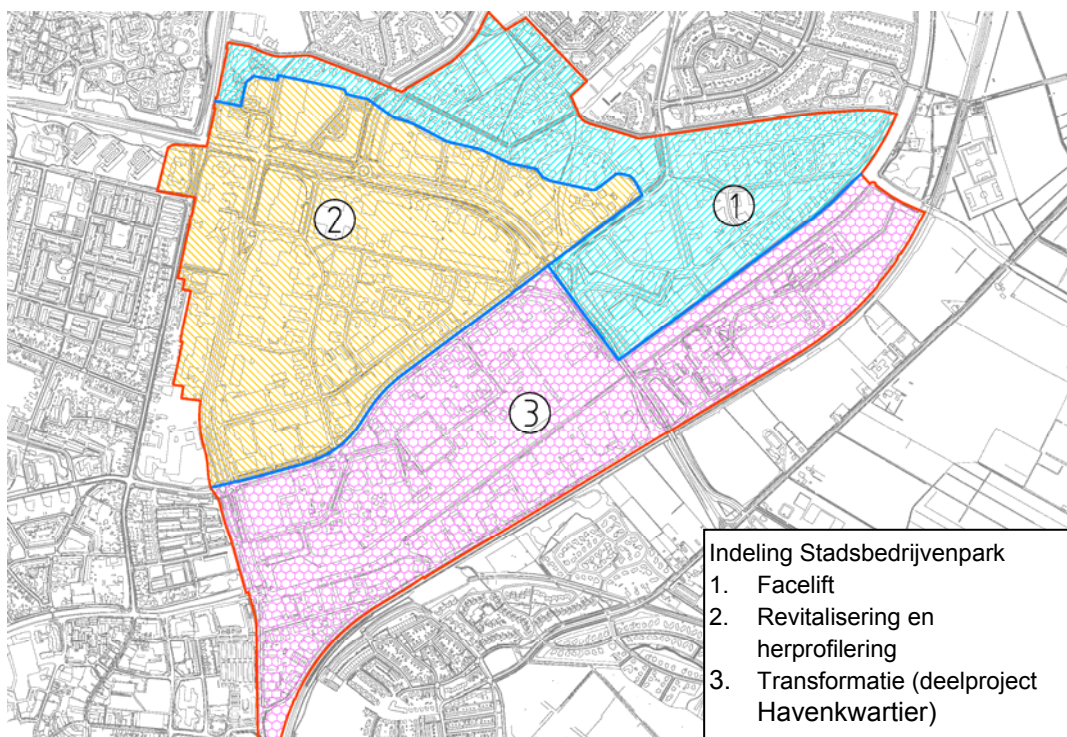 2
1
3
Indeling Stadsbedrijvenpark
1. Facelift
2. Revitalisering en
herprofilering
3. Transformatie (deelproject
Havenkwartier)